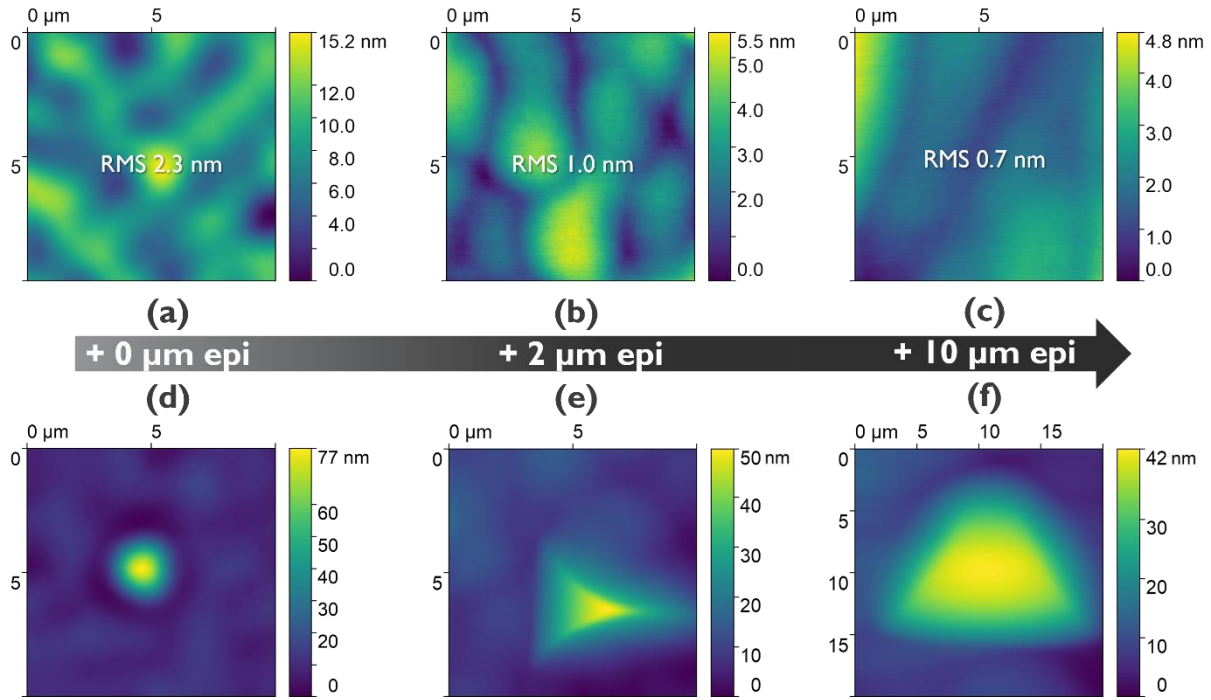 0 µm 5
0 µm 5
0 µm 5
0
5
RMS 2.3 nm
15.2 nm
12.0
10.0
8.0
6.0
4.0
2.0
0.0
0
5
RMS 1.0 nm
5.5 nm
5.0
4.0
3.0
2.0
1.0
0.0
0
5
RMS 0.7 nm
4.8 nm
4.0
3.0
2.0
1.0
0.0
(a)
(b)
(c)
+ 0 µm epi
+ 2 µm epi
+ 10 µm epi
(d)
(e)
(f)
0 µm 5
0 µm 5
0 µm 5 10 15
0
5
77 nm
60
50
40
30
20
10
0
0
5
50 nm
40
30
20
10
0
0
5
10
15
42 nm
30
20
10
0